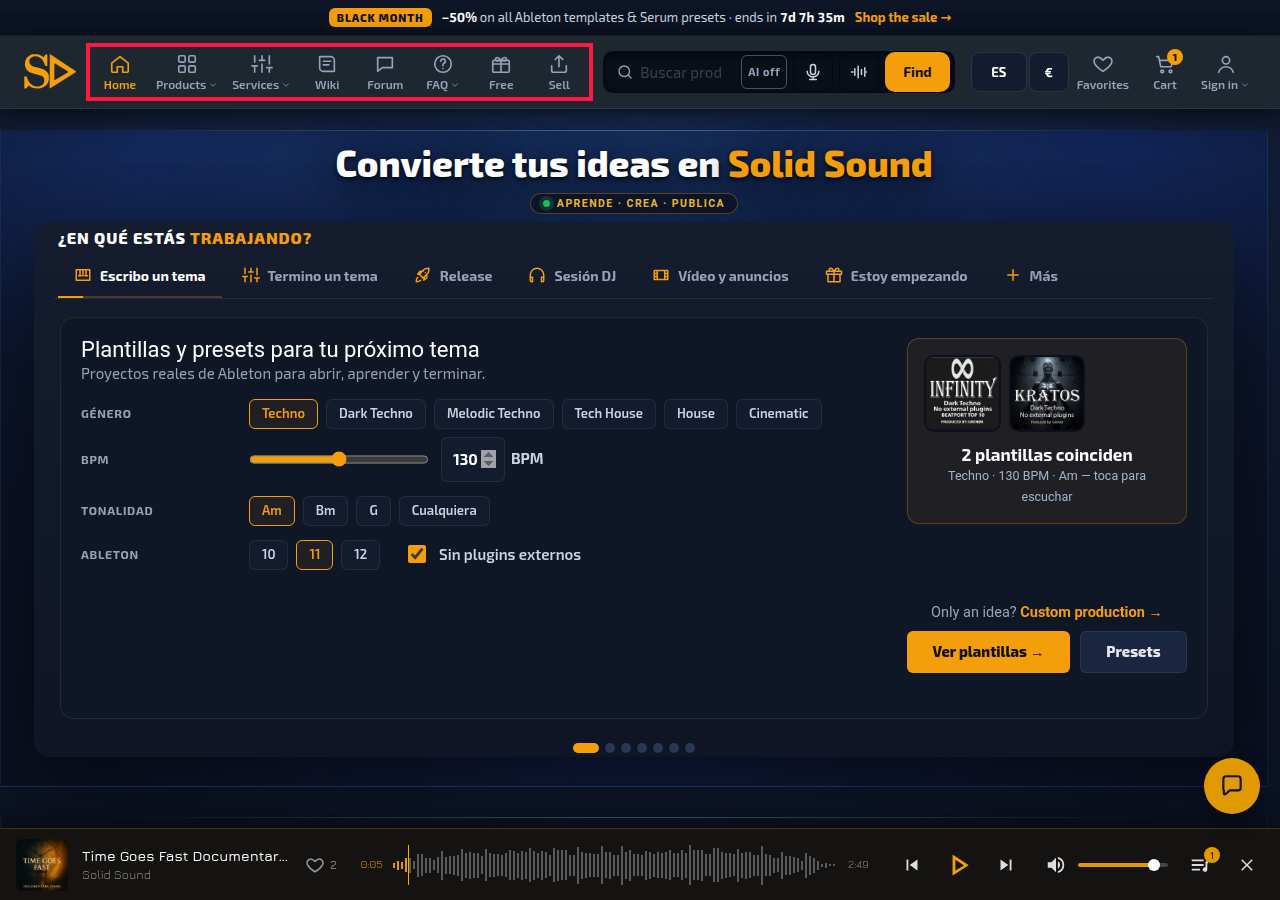 BLACK MONTH −50% on all Ableton templates & Serum presets · ends in 7d 7h 35m Shop the sale →
Home Products Services Wiki Forum FAQ Free Sell
Buscar prod AI off Find ES € Favorites Cart 1 Sign in
Convierte tus ideas en Solid Sound
APRENDE · CREA · PUBLICA
¿EN QUÉ ESTÁS TRABAJANDO?
Escribo un tema Termino un tema Release Sesión DJ Vídeo y anuncios Estoy empezando Más
Plantillas y presets para tu próximo tema
Proyectos reales de Ableton para abrir, aprender y terminar.
GÉNERO Techno Dark Techno Melodic Techno Tech House House Cinematic
BPM 130 BPM
TONALIDAD Am Bm G Cualquiera
ABLETON 10 11 12 Sin plugins externos
INFINITY
Dark Techno
No external plugins
BEATPORT TOP 10
KRATOS
Dark Techno
No external plugins
2 plantillas coinciden
Techno · 130 BPM · Am — toca para
escuchar
Only an idea? Custom production →
Ver plantillas → Presets
TIME GOES
FAST
Time Goes Fast Documentar...
Solid Sound
2 0:05 2:49 1